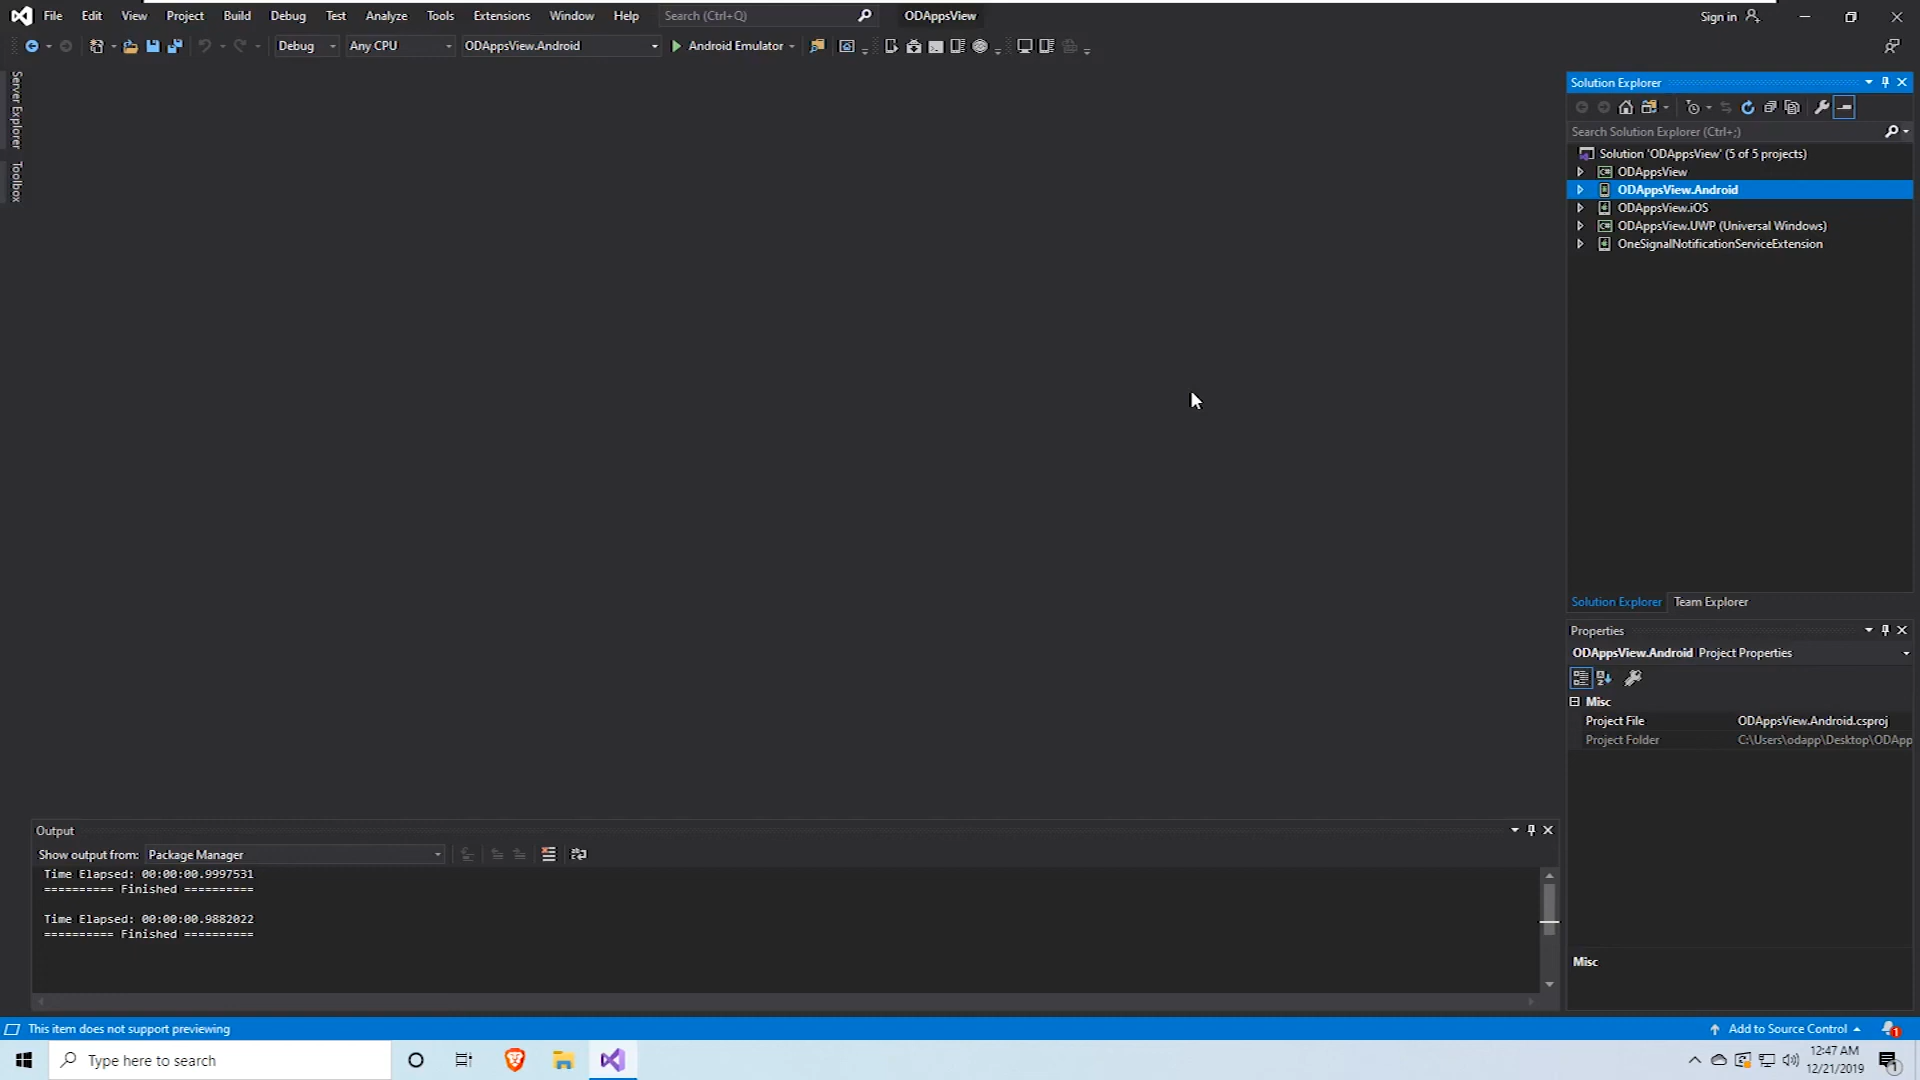 File Edit View Project Build Debug Test Analyze Tools Extensions Window Help Search (Ctrl+Q) ODAppsView Sign in
Debug Any CPU ODAppsView.Android Android Emulator
Server Explorer
Toolbox
Solution Explorer
Search Solution Explorer (Ctrl+;)
Solution 'ODAppsView' (5 of 5 projects)
ODAppsView
ODAppsView.Android
ODAppsView.iOS
ODAppsView.UWP (Universal Windows)
OneSignalNotificationServiceExtension
Solution Explorer Team Explorer
Properties
ODAppsView.Android Project Properties
Misc
Project File ODAppsView.Android.csproj
Project Folder C:\Users\odapp\Desktop\ODApp
Misc
Output
Show output from: Package Manager
Time Elapsed: 00:00:00.9997531
========== Finished ==========
Time Elapsed: 00:00:00.9882022
========== Finished ==========
This item does not support previewing Add to Source Control 1
Type here to search 12:47 AM
12/21/2019 1